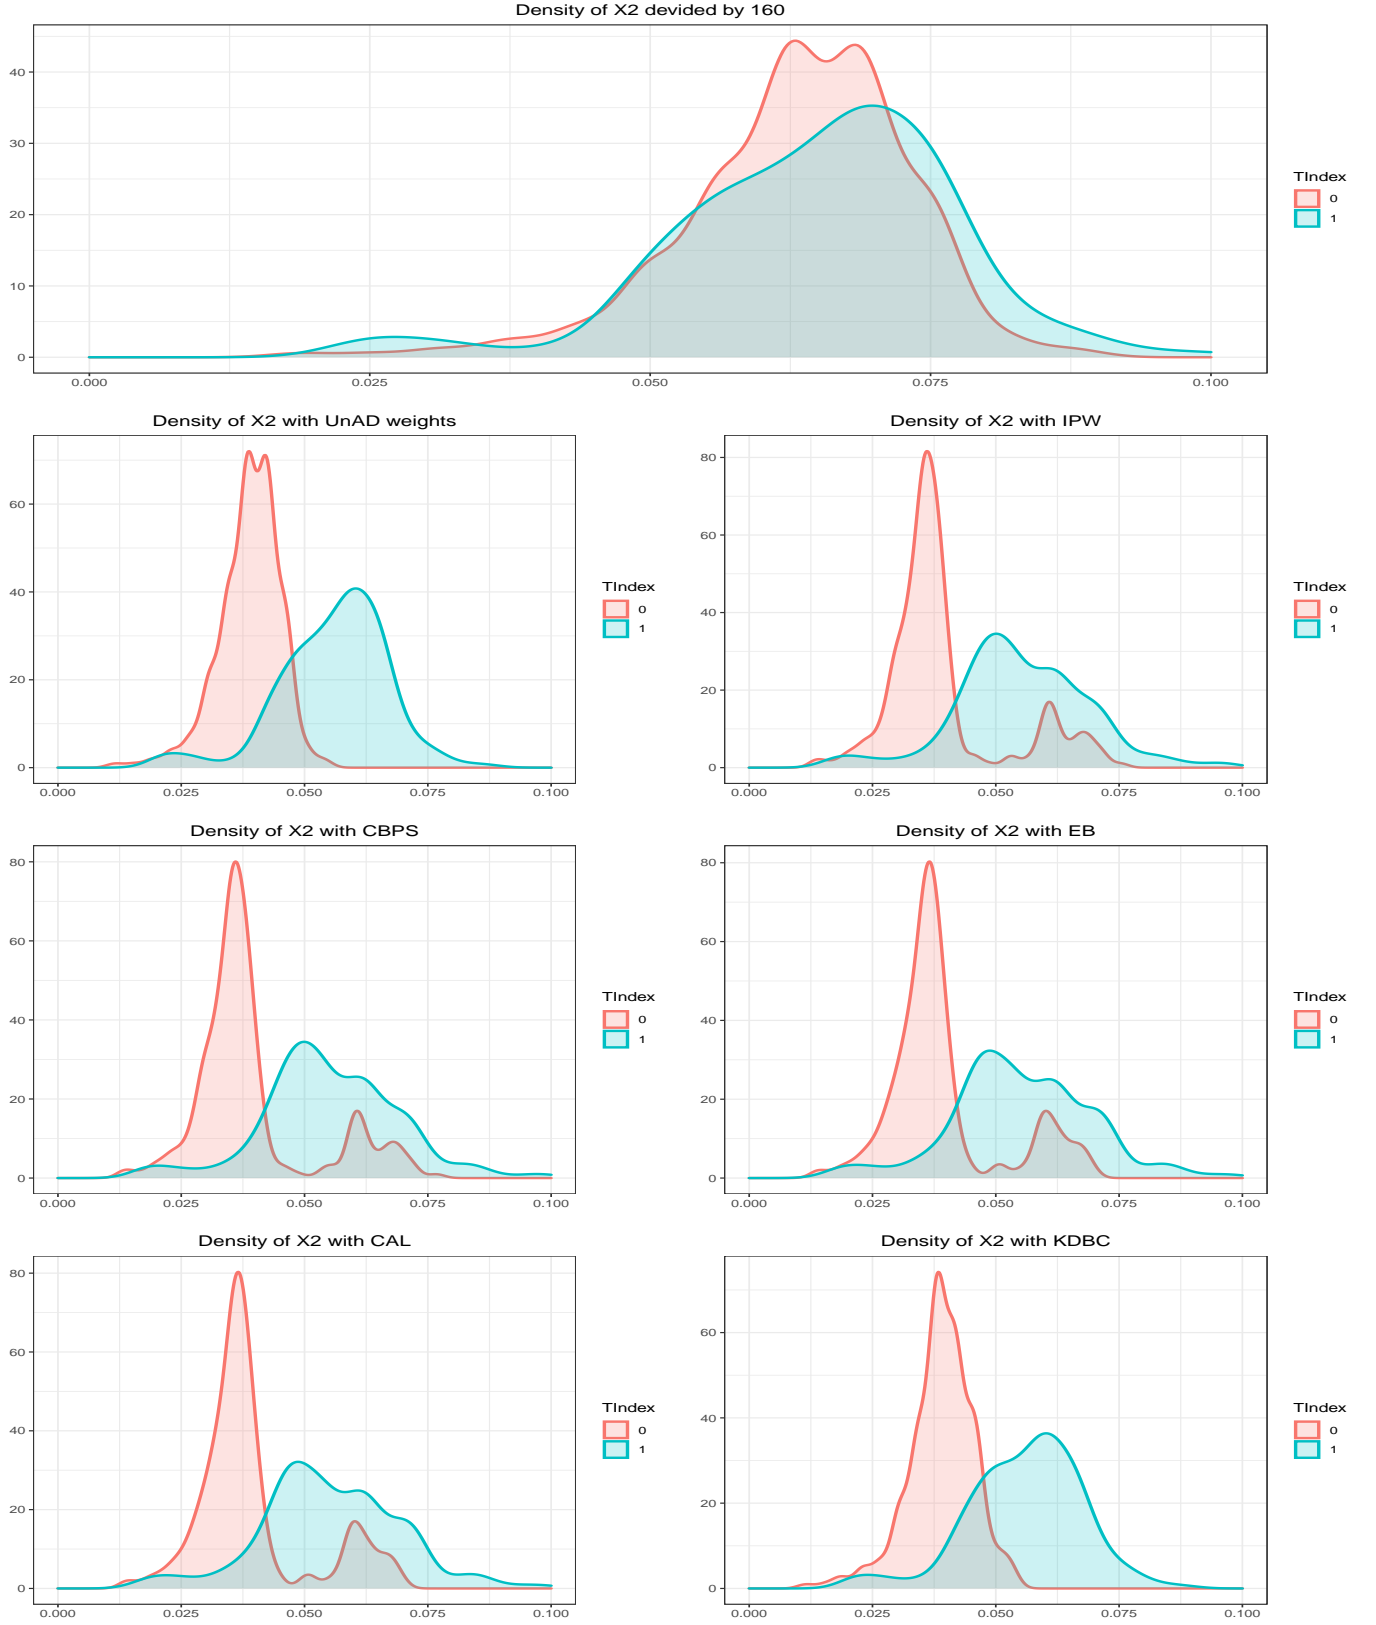 Density of X2 devided by 160
40
30
20
10
0
0.000 0.025 0.050 0.075 0.100
TIndex
0
1
Density of X2 with UnAD weights
60
40
20
0
0.000 0.025 0.050 0.075 0.100
TIndex
0
1
Density of X2 with IPW
80
60
40
20
0
0.000 0.025 0.050 0.075 0.100
TIndex
0
1
Density of X2 with CBPS
80
60
40
20
0
0.000 0.025 0.050 0.075 0.100
TIndex
0
1
Density of X2 with EB
80
60
40
20
0
0.000 0.025 0.050 0.075 0.100
TIndex
0
1
Density of X2 with CAL
80
60
40
20
0
0.000 0.025 0.050 0.075 0.100
TIndex
0
1
Density of X2 with KDBC
60
40
20
0
0.000 0.025 0.050 0.075 0.100
TIndex
0
1